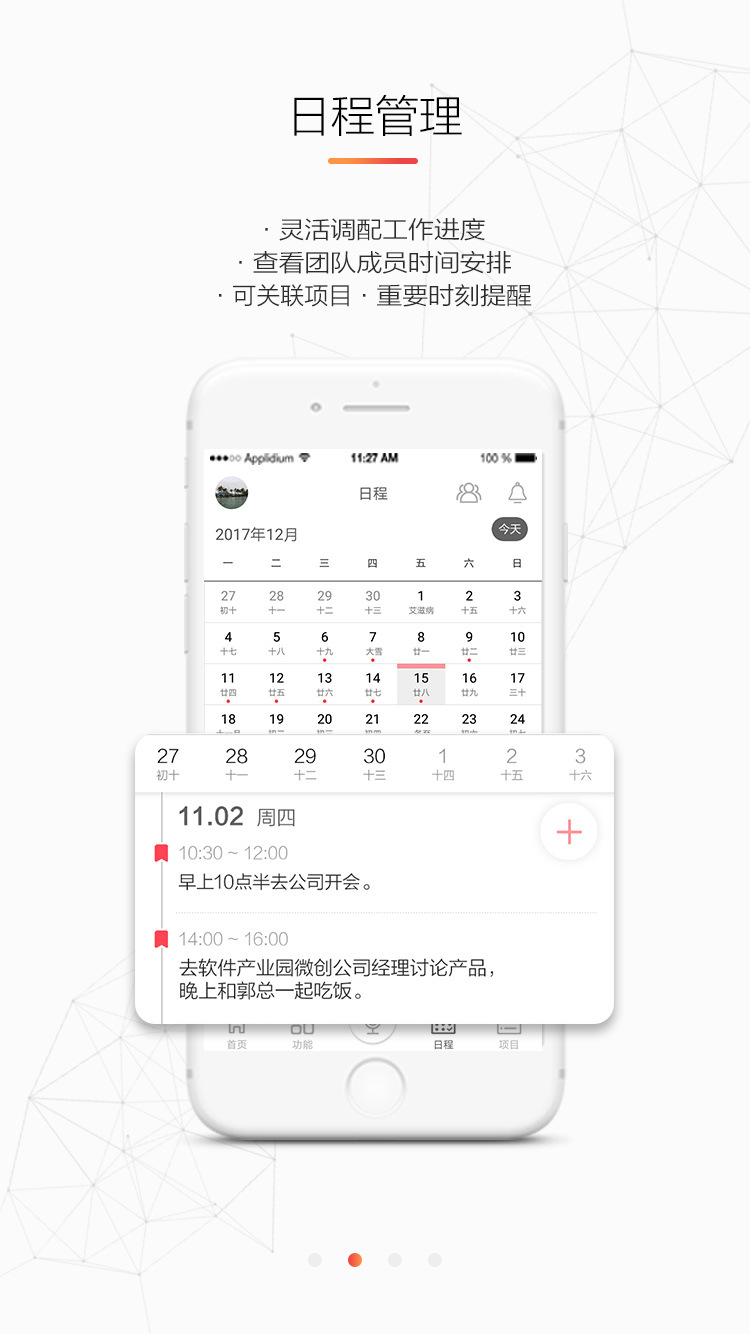 日程管理
· 灵活调配工作进度
· 查看团队成员时间安排
· 可关联项目 · 重要时刻提醒
Applidium 11:27 AM 100 %
日程
2017年12月 今天
一 二 三 四 五 六 日
27 28 29 30 1 2 3
初十 十一 十二 十三 艾滋病 十五 十六
4 5 6 7 8 9 10
十七 十八 十九 大雪 廿一 廿二 廿三
11 12 13 14 15 16 17
廿四 廿五 廿六 廿七 廿八 廿九 三十
18 19 20 21 22 23 24
27 28 29 30 1 2 3
初十 十一 十二 十三 十四 十五 十六
11.02 周四
10:30 ~ 12:00
早上10点半去公司开会。
14:00 ~ 16:00
去软件产业园微创公司经理讨论产品，
晚上和郭总一起吃饭。
首页 功能 日程 项目